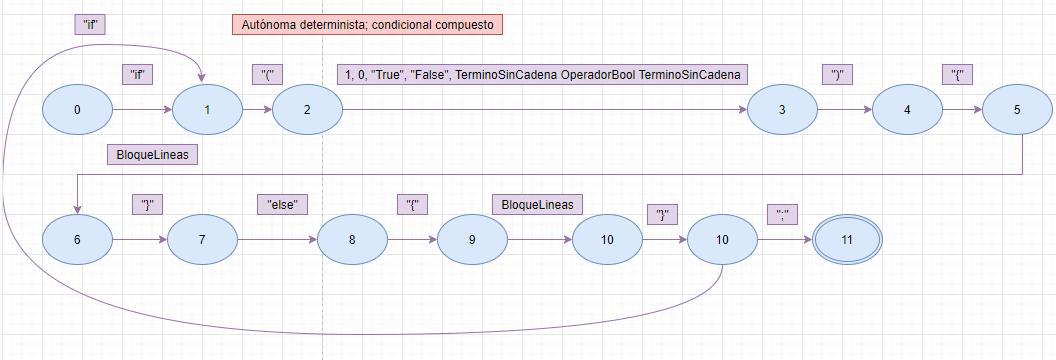 "if"
Autónoma determinista; condicional compuesto
"if"
"("
1, 0, "True", "False", TerminoSinCadena OperadorBool TerminoSinCadena
")"
"{"
0
1
2
3
4
5
BloqueLineas
"}"
"else"
"{"
BloqueLineas
"}"
";"
6
7
8
9
10
10
11